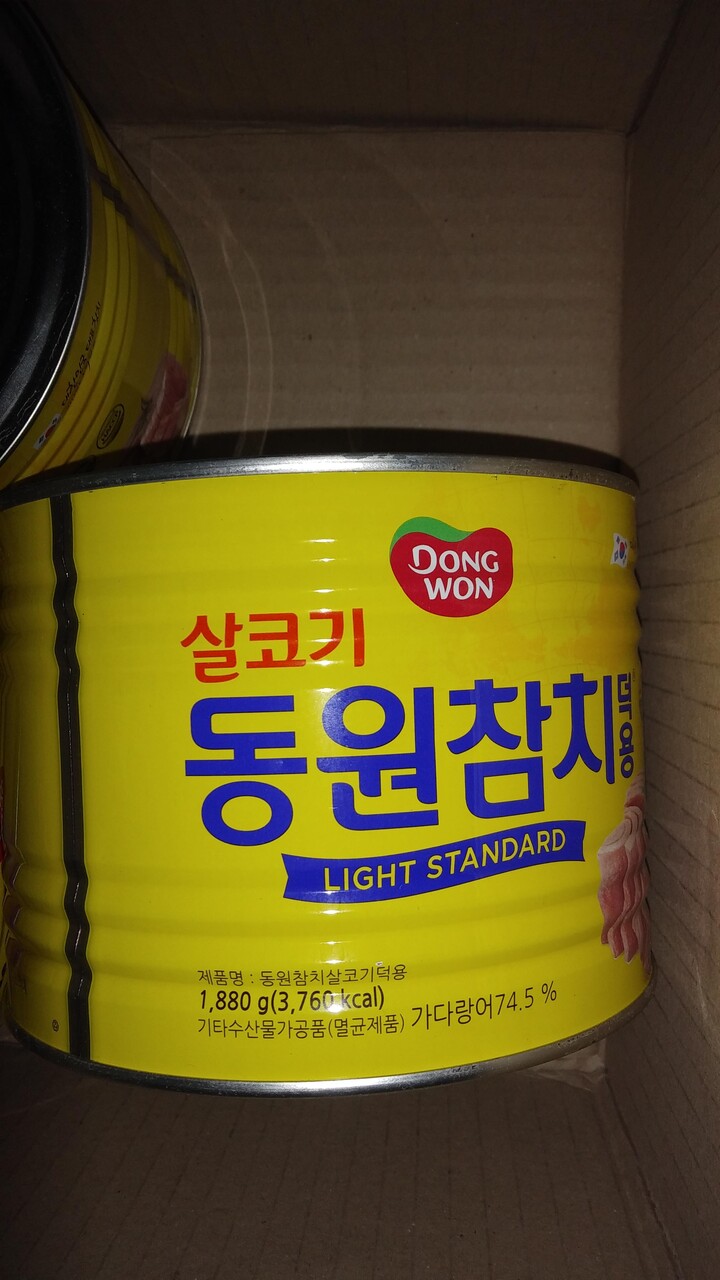 DONG
WON
살코기
동원참치 덕용
LIGHT STANDARD
제품명 : 동원참치살코기덕용
1,880 g(3,760 kcal)
기타수산물가공품(멸균제품) 가다랑어74.5 %